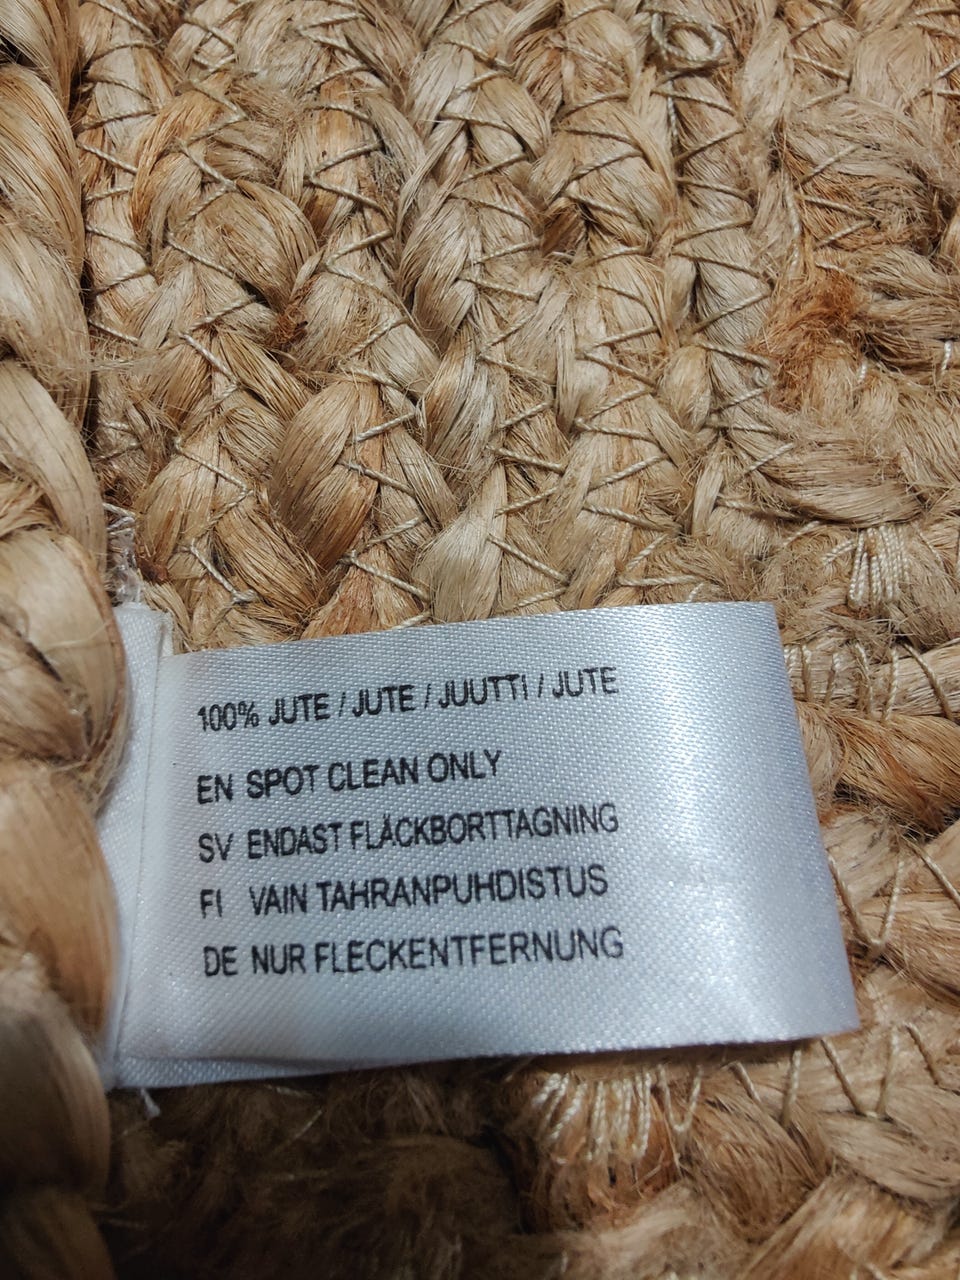 100% JUTE / JUTE / JUUTTI / JUTE
EN SPOT CLEAN ONLY
SV ENDAST FLÄCKBORTTAGNING
FI VAIN TAHRANPUHDISTUS
DE NUR FLECKENTFERNUNG